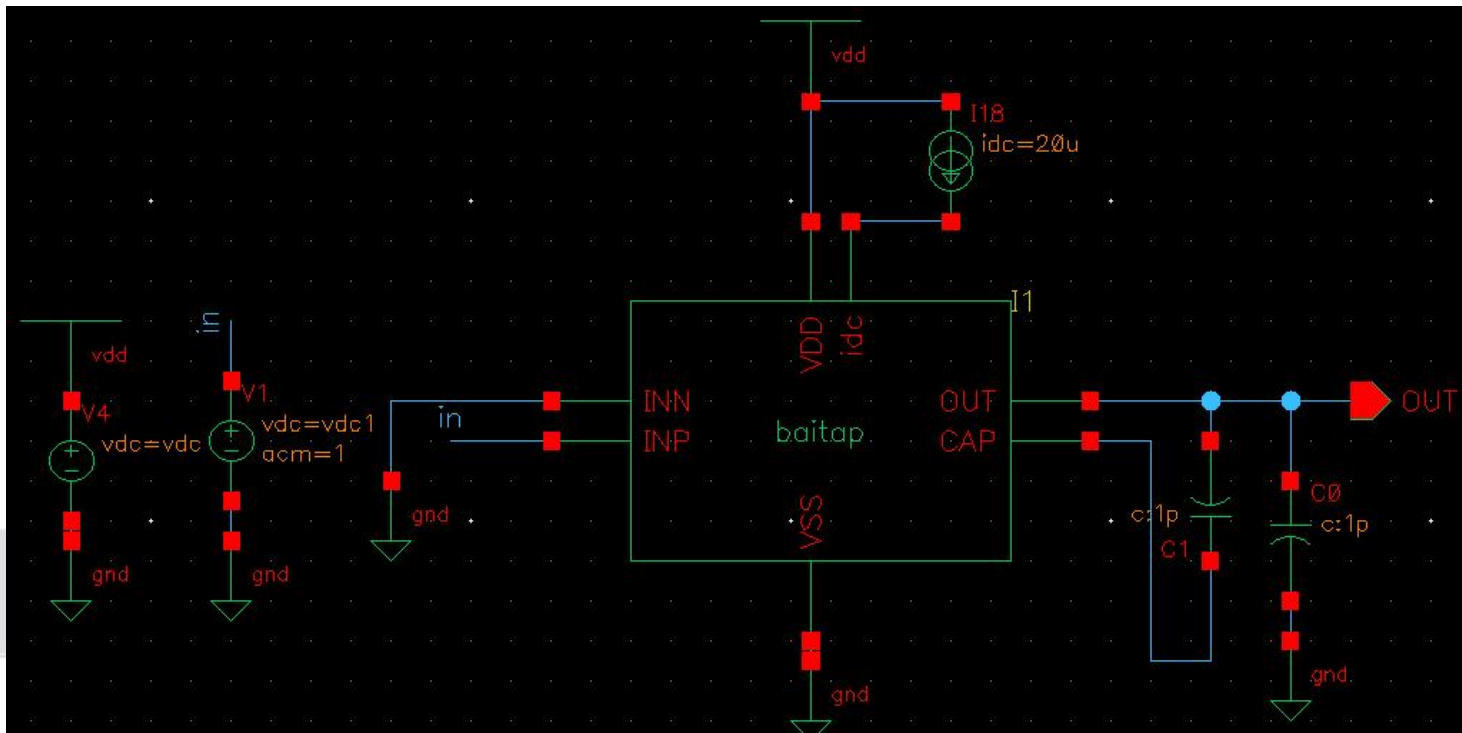 vdd
I18
idc=20u
I1
in
vdd
V4
vdc=vdc
V1
vdc=vdc1
acm=1
gnd
gnd
in
gnd
VDD
idc
INN
INP
baitap
OUT
CAP
VSS
gnd
OUT
c:1p
C1
C0
c:1p
gnd